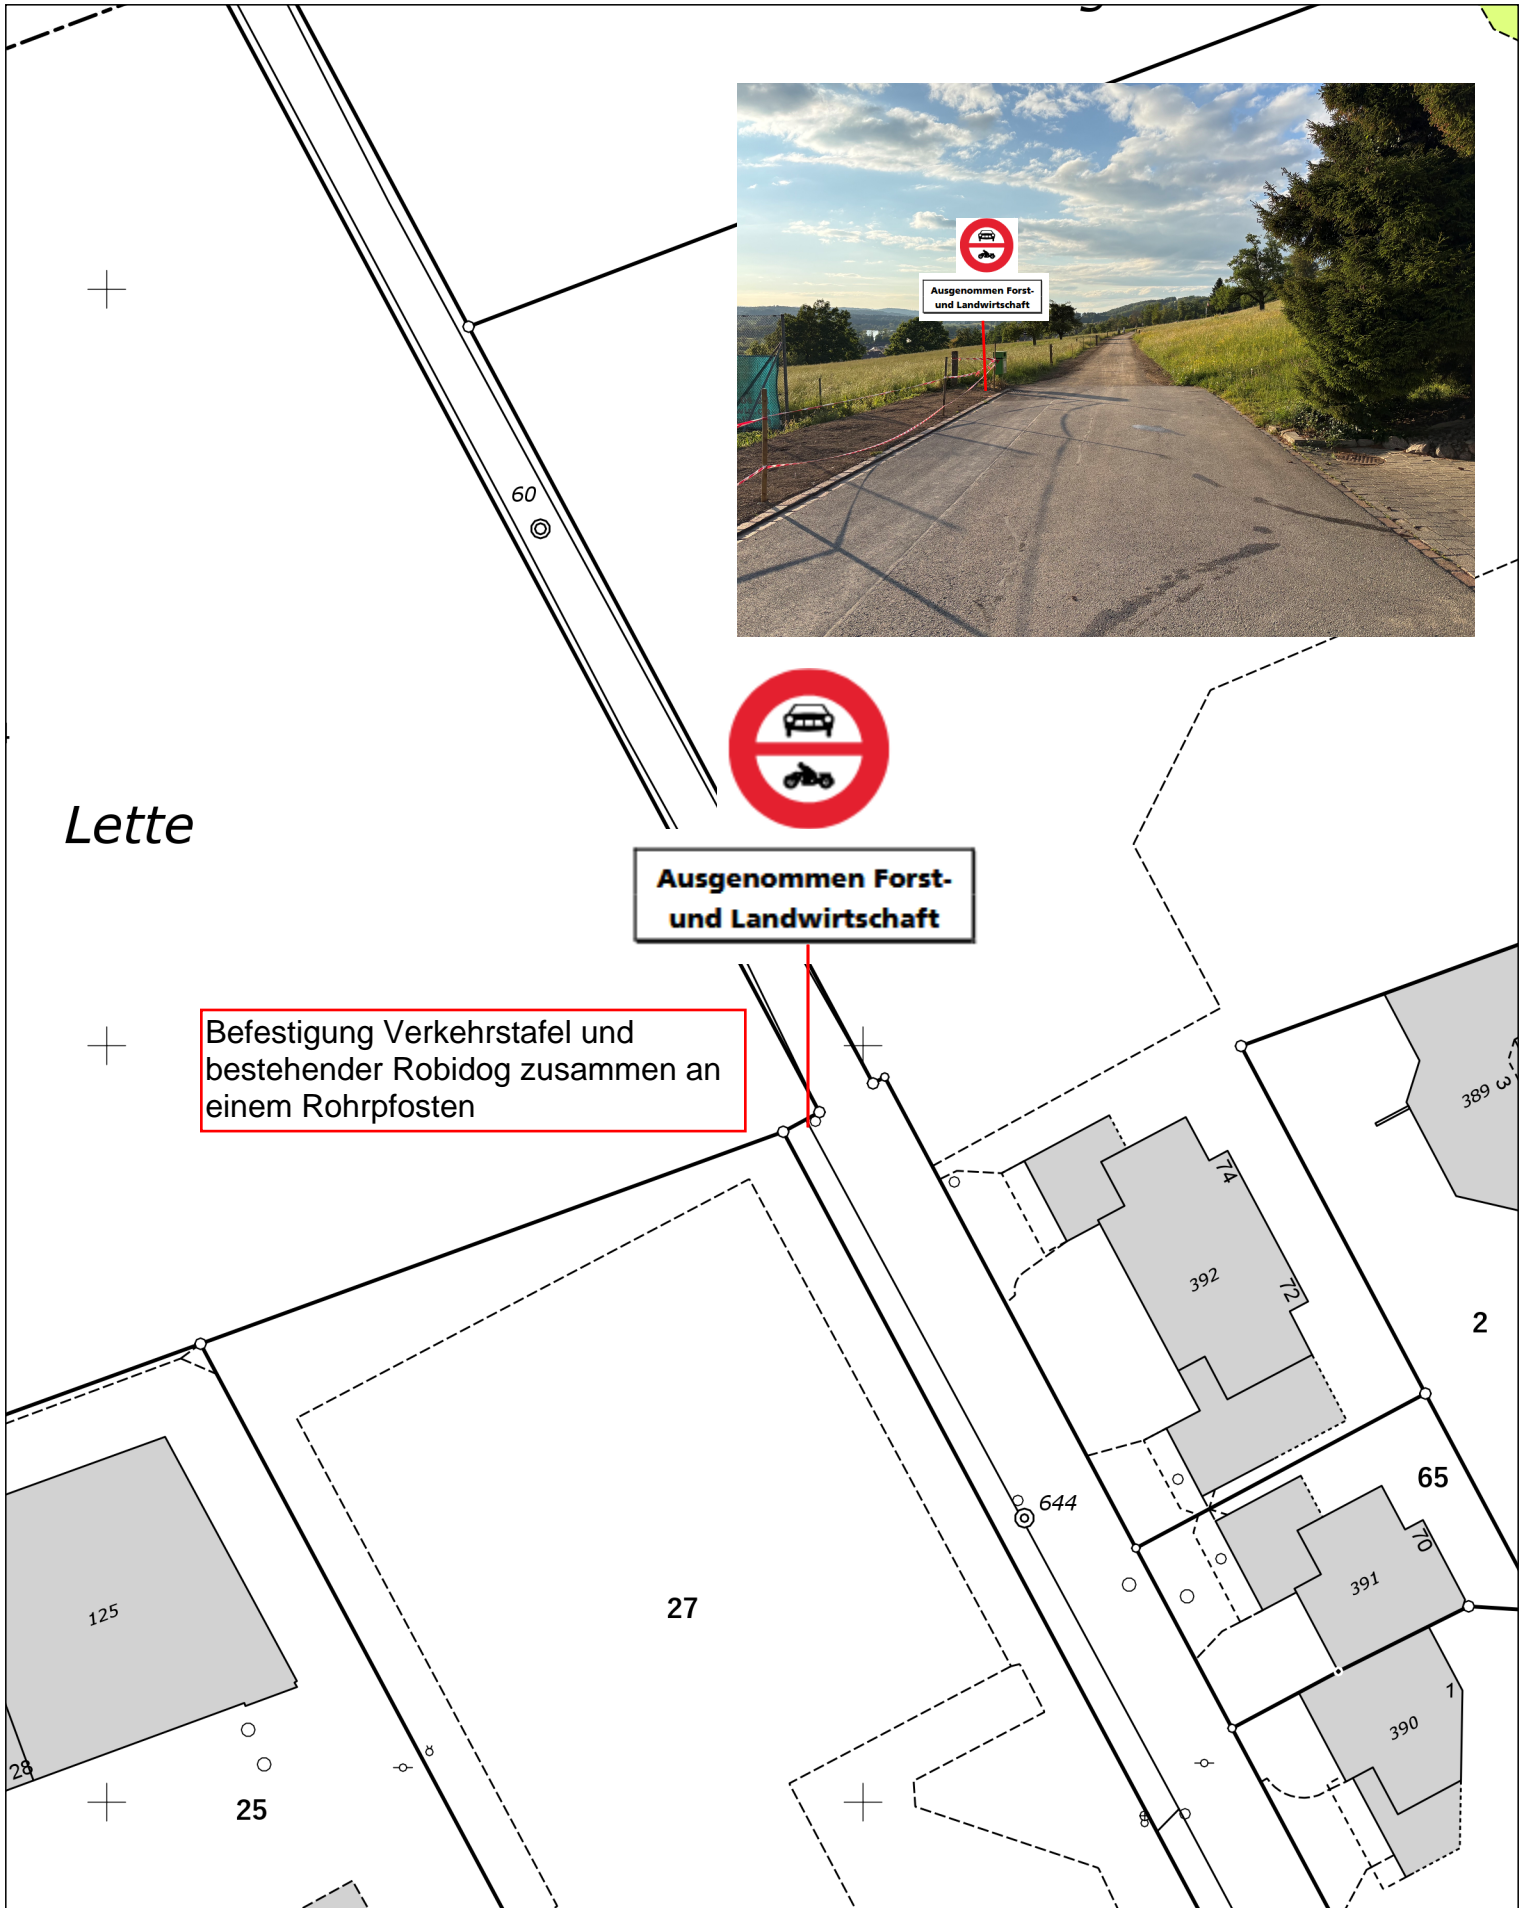 Ausgenommen Forst-
und Landwirtschaft
60
Lette
Ausgenommen Forst-
und Landwirtschaft
Befestigung Verkehrstafel und
bestehender Robidog zusammen an
einem Rohrpfosten
389
3
74
392
72
2
65
644
70
391
27
125
1
390
28
25